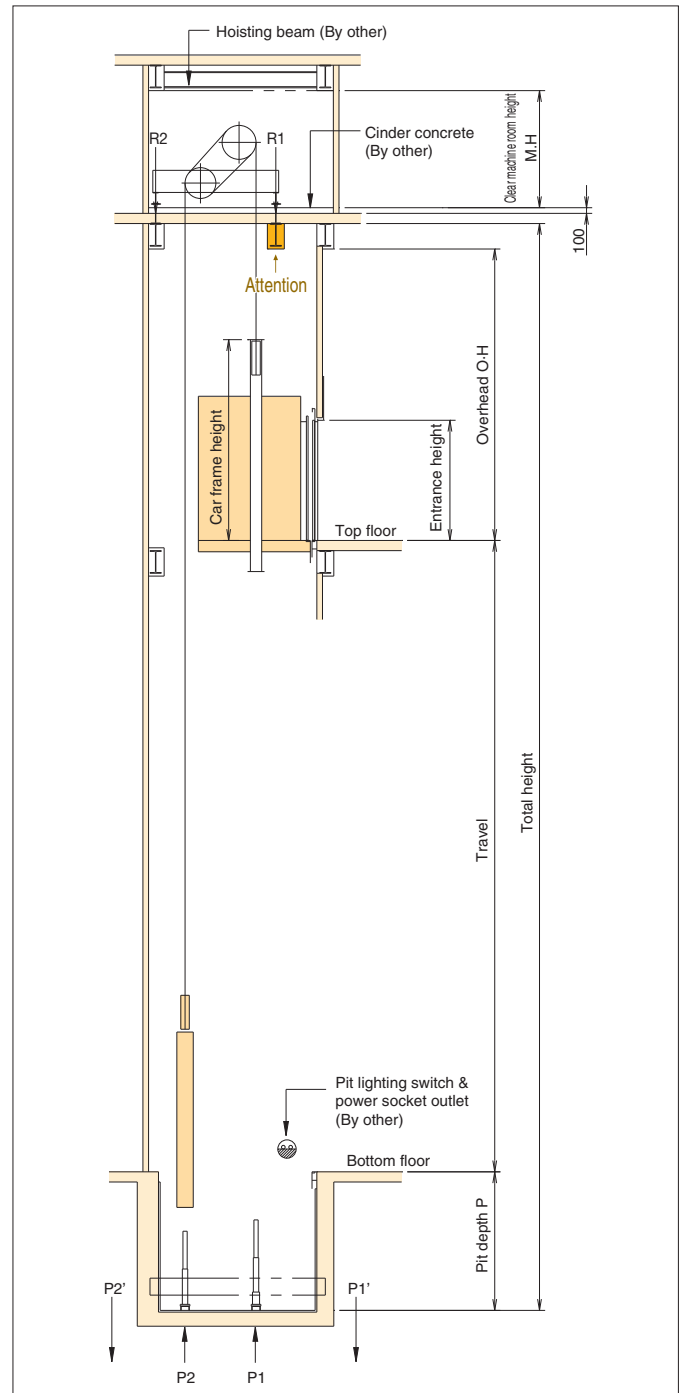 Hoisting beam (By other)
R2
R1
Cinder concrete
(By other)
Clear machine room height
M.H
100
Attention
Overhead O·H
Car frame height
Entrance height
Top floor
Travel
Total height
Pit lighting switch &
power socket outlet
(By other)
Bottom floor
Pit depth P
P2'
P1'
P2
P1